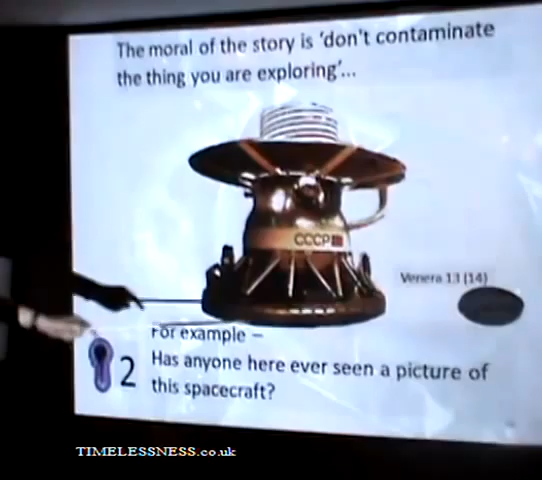 The moral of the story is 'don't contaminate
the thing you are exploring'...
CCCP
Venera 13 (14)
For example –
2 Has anyone here ever seen a picture of
this spacecraft?
TIMELESSNESS.co.uk